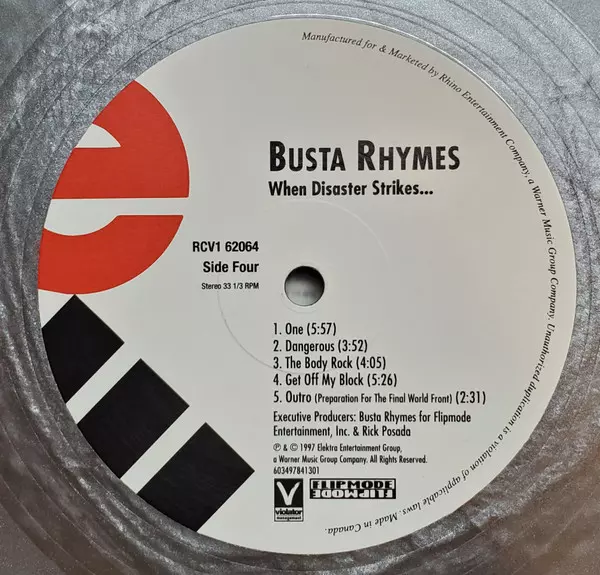 Manufactured for & Marketed by Rhino Entertainment Company, a Warner Music Group Company. Unauthorized duplication is a violation of applicable laws. Made in Canada.
BUSTA RHYMES
When Disaster Strikes...
RCV1 62064
Side Four
Stereo 33 1/3 RPM
1. One (5:57)
2. Dangerous (3:52)
3. The Body Rock (4:05)
4. Get Off My Block (5:26)
5. Outro (Preparation For The Final World Front) (2:31)
Executive Producers: Busta Rhymes for Flipmode
Entertainment, Inc. & Rick Posada
℗ & © 1997 Elektra Entertainment Group,
a Warner Music Group Company. All Rights Reserved.
603497841301
V
violator
management
FLIPMODE
FLIPMODE
e